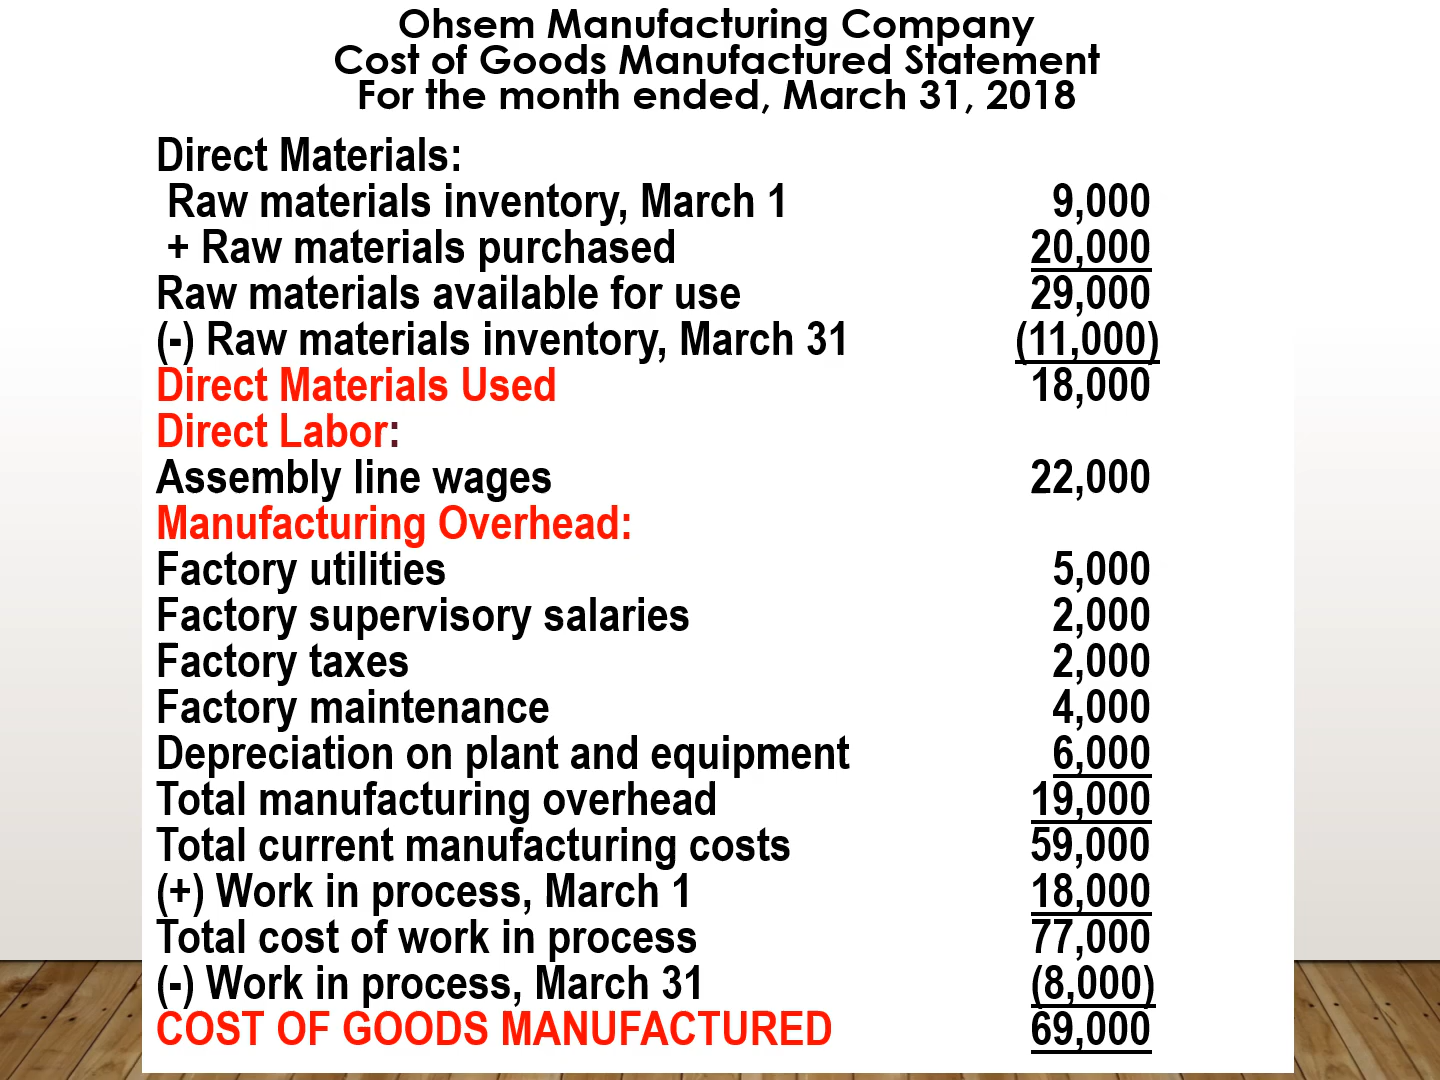 Ohsem Manufacturing Company
Cost of Goods Manufactured Statement
For the month ended, March 31, 2018
Direct Materials:
Raw materials inventory, March 1 9,000
+ Raw materials purchased 20,000
Raw materials available for use 29,000
(-) Raw materials inventory, March 31 (11,000)
Direct Materials Used 18,000
Direct Labor:
Assembly line wages 22,000
Manufacturing Overhead:
Factory utilities 5,000
Factory supervisory salaries 2,000
Factory taxes 2,000
Factory maintenance 4,000
Depreciation on plant and equipment 6,000
Total manufacturing overhead 19,000
Total current manufacturing costs 59,000
(+) Work in process, March 1 18,000
Total cost of work in process 77,000
(-) Work in process, March 31 (8,000)
COST OF GOODS MANUFACTURED 69,000